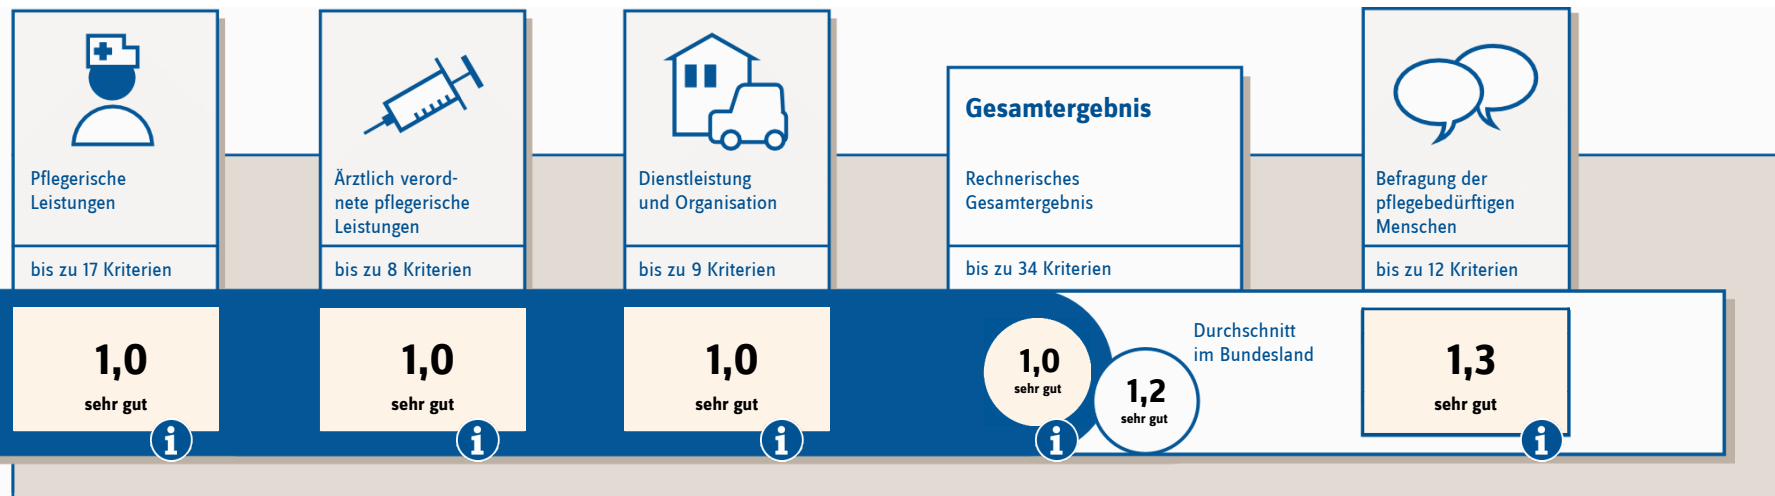 Pflegerische
Leistungen
bis zu 17 Kriterien
1,0
sehr gut
i
Ärztlich verord-
nete pflegerische
Leistungen
bis zu 8 Kriterien
1,0
sehr gut
i
Dienstleistung
und Organisation
bis zu 9 Kriterien
1,0
sehr gut
i
Gesamtergebnis
Rechnerisches
Gesamtergebnis
bis zu 34 Kriterien
1,0
sehr gut
i
1,2
sehr gut
Durchschnitt
im Bundesland
Befragung der
pflegebedürftigen
Menschen
bis zu 12 Kriterien
1,3
sehr gut
i